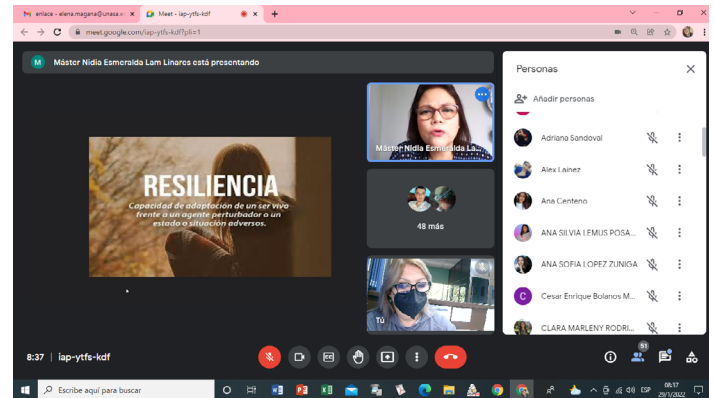 enlace - elena.magana@unasa.e
Meet - iap-ytfs-kdf
meet.google.com/iap-ytfs-kdf?pli=1
M
Máster Nidia Esmeralda Lam Linares está presentando
Personas
Añadir personas
RESILIENCIA
Capacidad de adaptación de un ser vivo
frente a un agente perturbador o un
estado o situación adversos.
Máster Nidia Esmeralda La...
48 más
Tú
Adriana Sandoval
Alex Lainez
Ana Centeno
ANA SILVIA LEMUS POSA...
ANA SOFIA LOPEZ ZUNIGA
C
Cesar Enrique Bolanos M...
CLARA MARLENY RODRI...
8:37 | iap-ytfs-kdf
51
Escribe aquí para buscar
ESP
08:37
29/1/2022